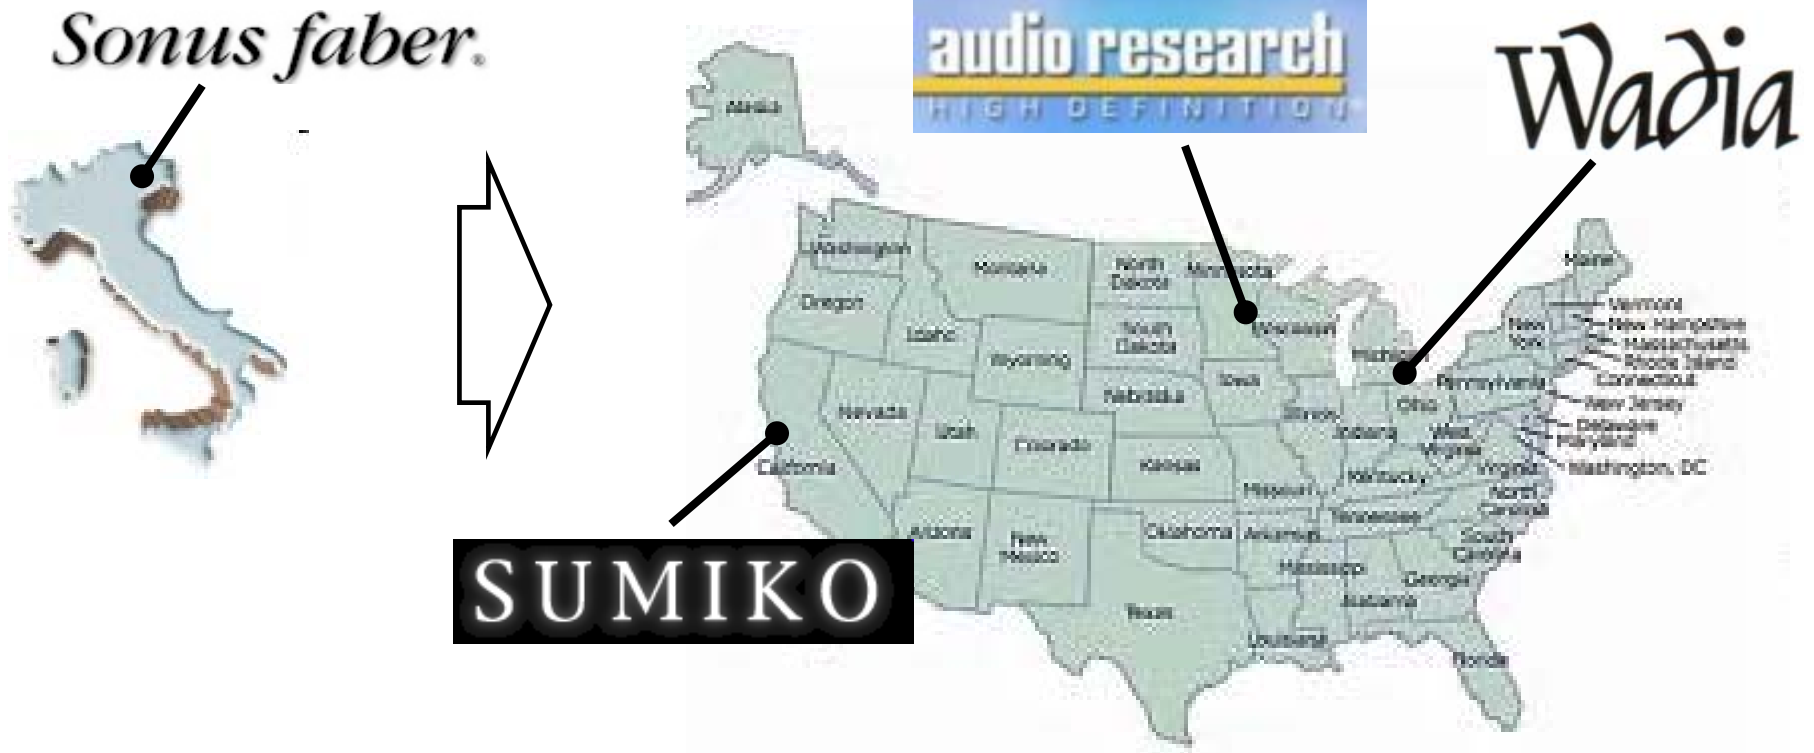 Sonus faber®
audio research
HIGH DEFINITION
Wadia
SUMIKO
Alaska
Washington
Oregon
California
Idaho
Nevada
Montana
Wyoming
Utah
Arizona
Colorado
New
Mexico
North
Dakota
South
Dakota
Nebraska
Kansas
Oklahoma
Texas
Minnesota
Iowa
Missouri
Arkansas
Louisiana
Wisconsin
Illinois
Michigan
Indiana
Ohio
Kentucky
Tennessee
Mississippi
Alabama
Georgia
Florida
South
Carolina
North
Carolina
Virginia
West
Virginia
Pennsylvania
New
York
Maine
Vermont
New Hampshire
Massachusetts
Rhode Island
Connecticut
New Jersey
Delaware
Maryland
Washington, DC